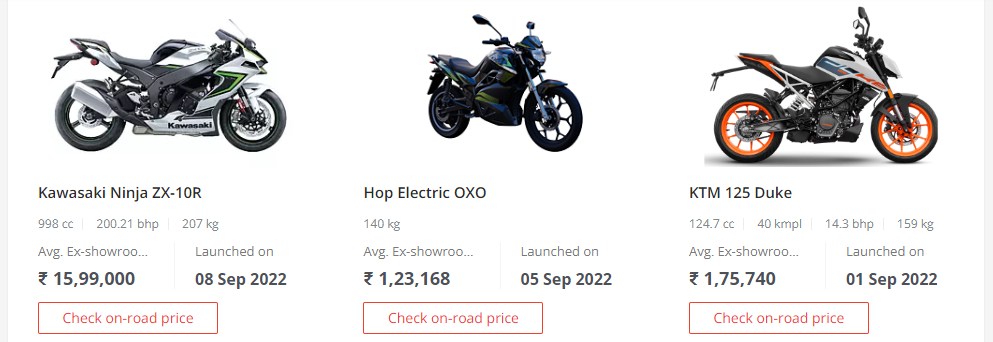 Kawasaki
Kawasaki Ninja ZX-10R
998 cc 200.21 bhp 207 kg
Avg. Ex-showroo... Launched on
₹ 15,99,000 08 Sep 2022
Check on-road price
Hop Electric OXO
140 kg
Avg. Ex-showroo... Launched on
₹ 1,23,168 05 Sep 2022
Check on-road price
KTM 125 Duke
124.7 cc 40 kmpl 14.3 bhp 159 kg
Avg. Ex-showroo... Launched on
₹ 1,75,740 01 Sep 2022
Check on-road price